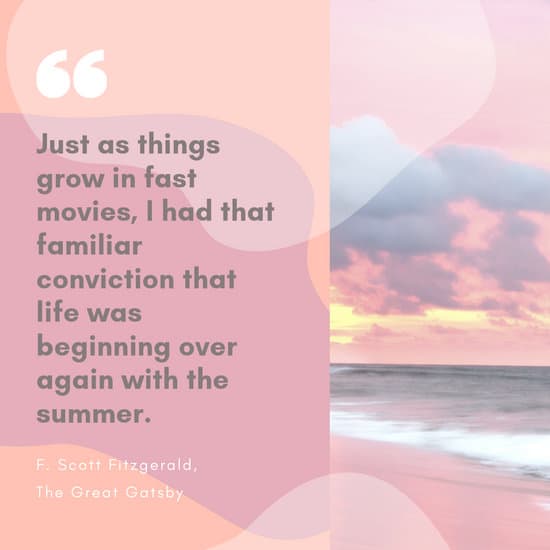 Just as things
grow in fast
movies, I had that
familiar
conviction that
life was
beginning over
again with the
summer.
F. Scott Fitzgerald,
The Great Gatsby